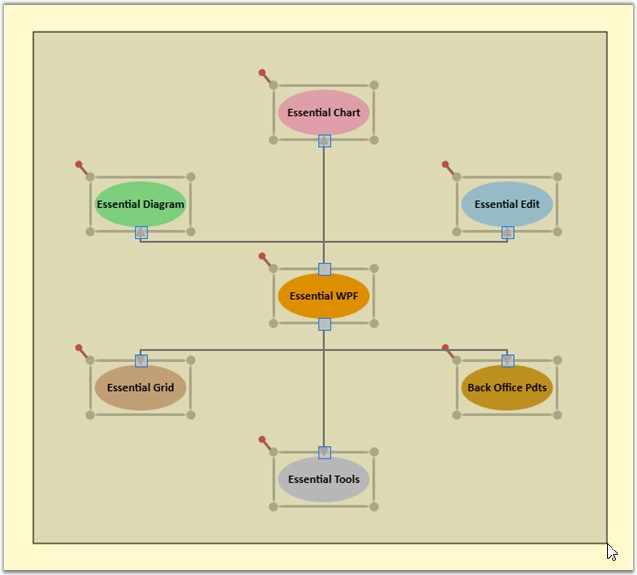 Essential Chart
Essential Diagram
Essential Edit
Essential WPF
Essential Grid
Back Office Pdts
Essential Tools